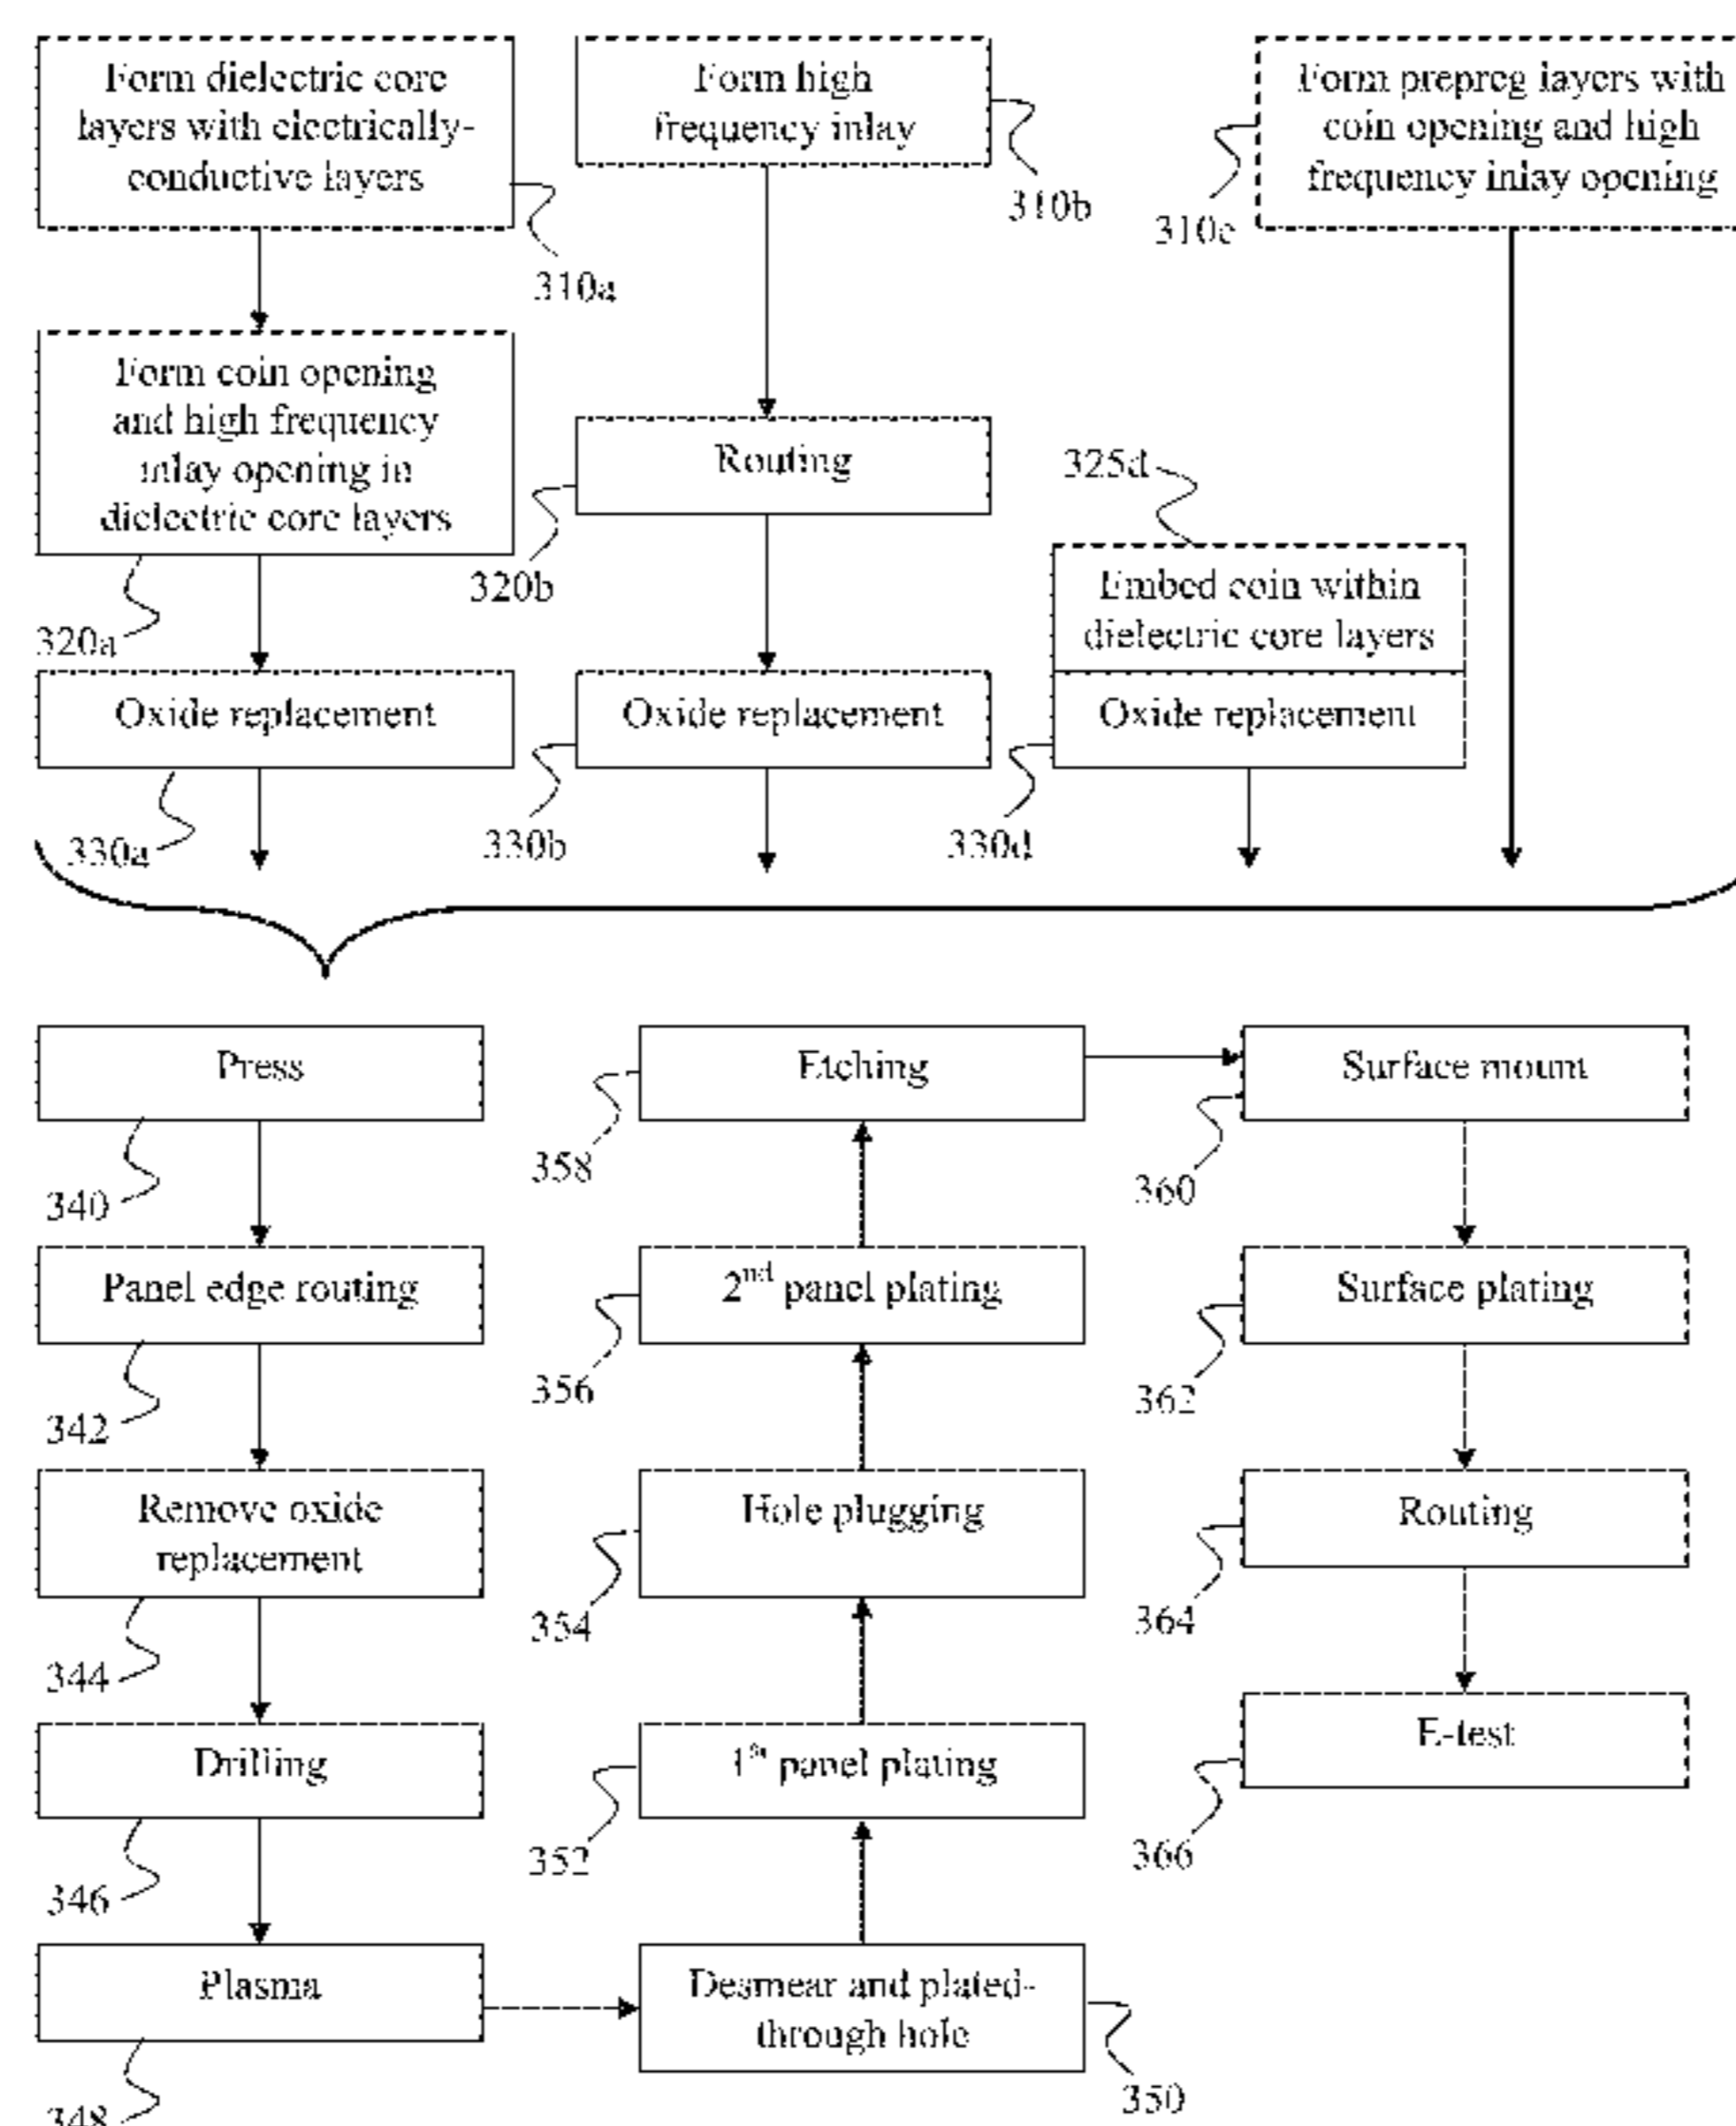 Form dielectric core
layers with electrically-
conductive layers
310a
Form high
frequency inlay
310b
Form prepreg layers with
coin opening and high
frequency inlay opening
310c
Form coin opening
and high frequency
inlay opening in
dielectric core layers
320a
Routing
320b
325d
Embed coin within
dielectric core layers
Oxide replacement
330a
Oxide replacement
330b
Oxide replacement
330d
Press
340
Panel edge routing
342
Remove oxide
replacement
344
Drilling
346
Plasma
348
Desmear and plated-
through hole
350
1st panel plating
352
Hole plugging
354
2nd panel plating
356
Etching
358
Surface mount
360
Surface plating
362
Routing
364
E-test
366